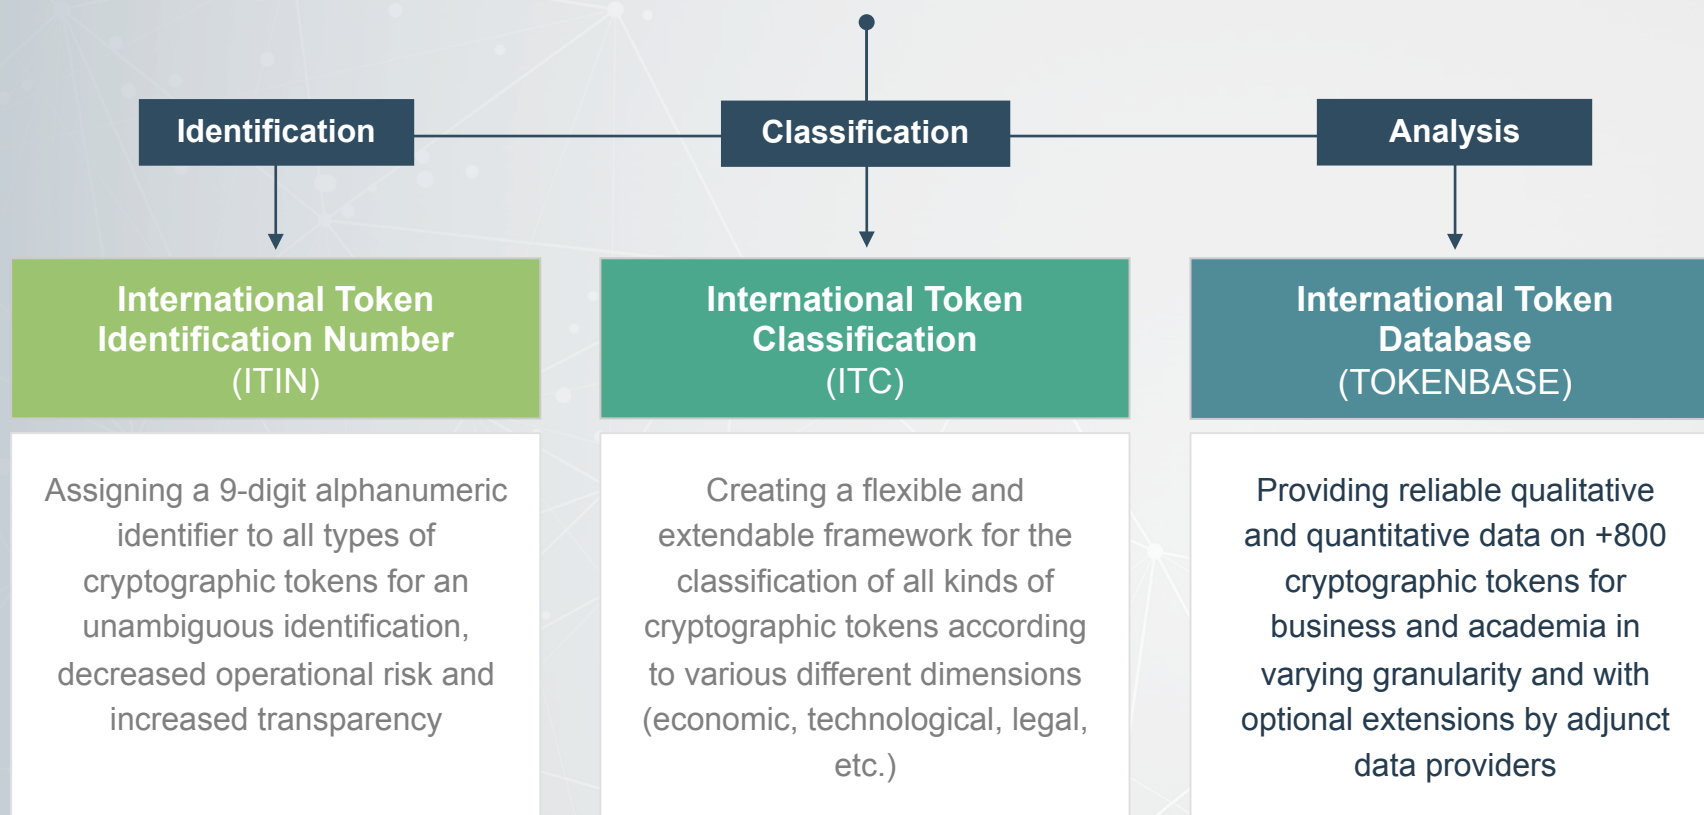 Identification
Classification
Analysis
International Token
Identification Number
(ITIN)
Assigning a 9-digit alphanumeric
identifier to all types of
cryptographic tokens for an
unambiguous identification,
decreased operational risk and
increased transparency
International Token
Classification
(ITC)
Creating a flexible and
extendable framework for the
classification of all kinds of
cryptographic tokens according
to various different dimensions
(economic, technological, legal,
etc.)
International Token
Database
(TOKENBASE)
Providing reliable qualitative
and quantitative data on +800
cryptographic tokens for
business and academia in
varying granularity and with
optional extensions by adjunct
data providers